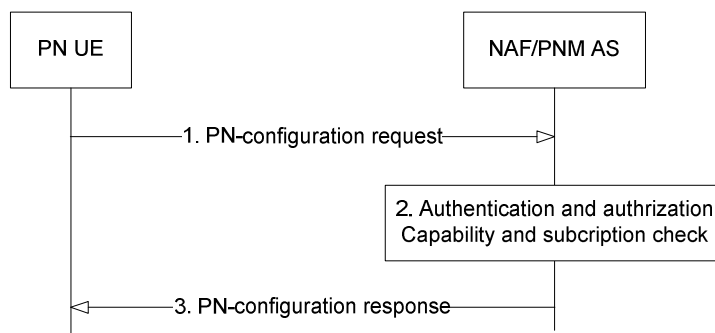 PN UE
NAF/PNM AS
1. PN-configuration request
2. Authentication and authrization
Capability and subcription check
3. PN-configuration response